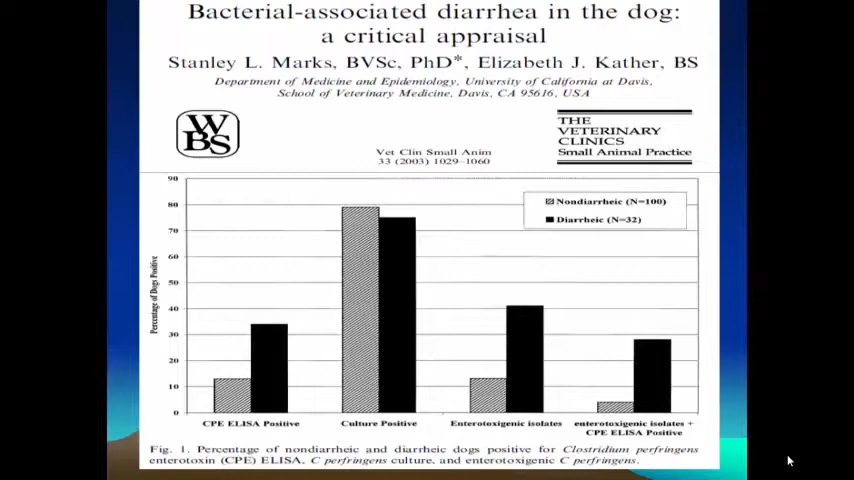 Bacterial-associated diarrhea in the dog:
a critical appraisal
Stanley L. Marks, BVSc, PhD*, Elizabeth J. Kather, BS
Department of Medicine and Epidemiology, University of California at Davis,
School of Veterinary Medicine, Davis, CA 95616, USA
WBS
THE
VETERINARY
CLINICS
Small Animal Practice
Vet Clin Small Anim
33 (2003) 1029–1060
Percentage of Dogs Positive
90
80
70
60
50
40
30
20
10
0
Nondiarrheic (N=100)
Diarrheic (N=32)
CPE ELISA Positive
Culture Positive
Enterotoxigenic isolates
enterotoxigenic isolates +
CPE ELISA Positive
Fig. 1. Percentage of nondiarrheic and diarrheic dogs positive for Clostridium perfringens
enterotoxin (CPE) ELISA, C perfringens culture, and enterotoxigenic C perfringens.